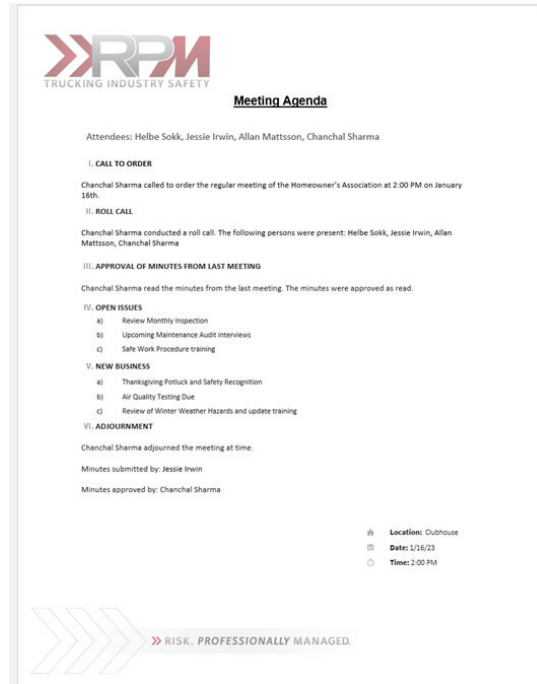 RPM
TRUCKING INDUSTRY SAFETY
Meeting Agenda
Attendees: Helbe Sokk, Jessie Irwin, Allan Mattsson, Chanchal Sharma
I. CALL TO ORDER
Chanchal Sharma called to order the regular meeting of the Homeowner's Association at 2:00 PM on January
16th.
II. ROLL CALL
Chanchal Sharma conducted a roll call. The following persons were present: Helbe Sokk, Jessie Irwin, Allan
Mattsson, Chanchal Sharma
III. APPROVAL OF MINUTES FROM LAST MEETING
Chanchal Sharma read the minutes from the last meeting. The minutes were approved as read.
IV. OPEN ISSUES
a) Review Monthly Inspection
b) Upcoming Maintenance Audit interviews
c) Safe Work Procedure training
V. NEW BUSINESS
a) Thanksgiving Potluck and Safety Recognition
b) Air Quality Testing Due
c) Review of Winter Weather Hazards and update training
VI. ADJOURNMENT
Chanchal Sharma adjourned the meeting at time.
Minutes submitted by: Jessie Irwin
Minutes approved by: Chanchal Sharma
Location: Clubhouse
Date: 1/16/23
Time: 2:00 PM
RISK. PROFESSIONALLY MANAGED.